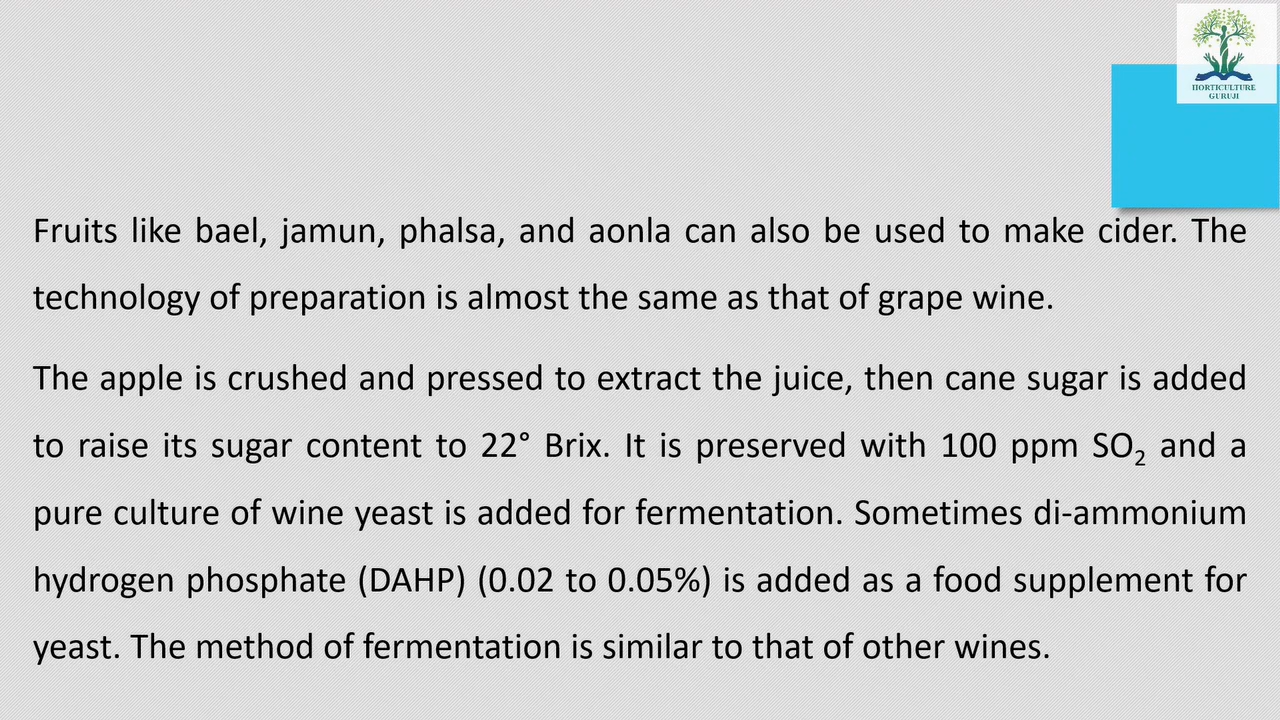 HORTICULTURE
GURUJI
Fruits like bael, jamun, phalsa, and aonla can also be used to make cider. The
technology of preparation is almost the same as that of grape wine.
The apple is crushed and pressed to extract the juice, then cane sugar is added
to raise its sugar content to 22° Brix. It is preserved with 100 ppm SO₂ and a
pure culture of wine yeast is added for fermentation. Sometimes di-ammonium
hydrogen phosphate (DAHP) (0.02 to 0.05%) is added as a food supplement for
yeast. The method of fermentation is similar to that of other wines.